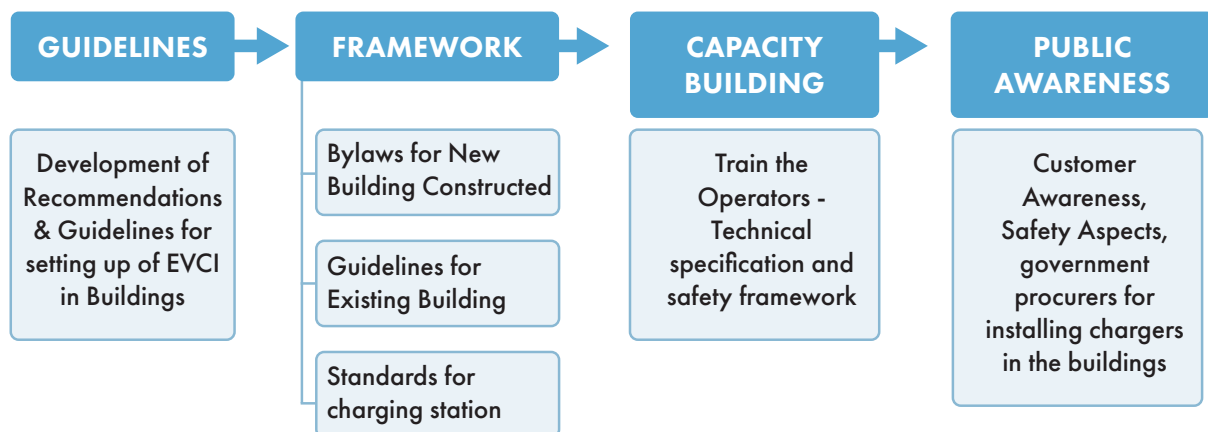 GUIDELINES
Development of
Recommendations
& Guidelines for
setting up of EVCI
in Buildings
FRAMEWORK
Bylaws for New
Building Constructed
Guidelines for
Existing Building
Standards for
charging station
CAPACITY
BUILDING
Train the
Operators -
Technical
specification and
safety framework
PUBLIC
AWARENESS
Customer
Awareness,
Safety Aspects,
government
procurers for
installing chargers
in the buildings